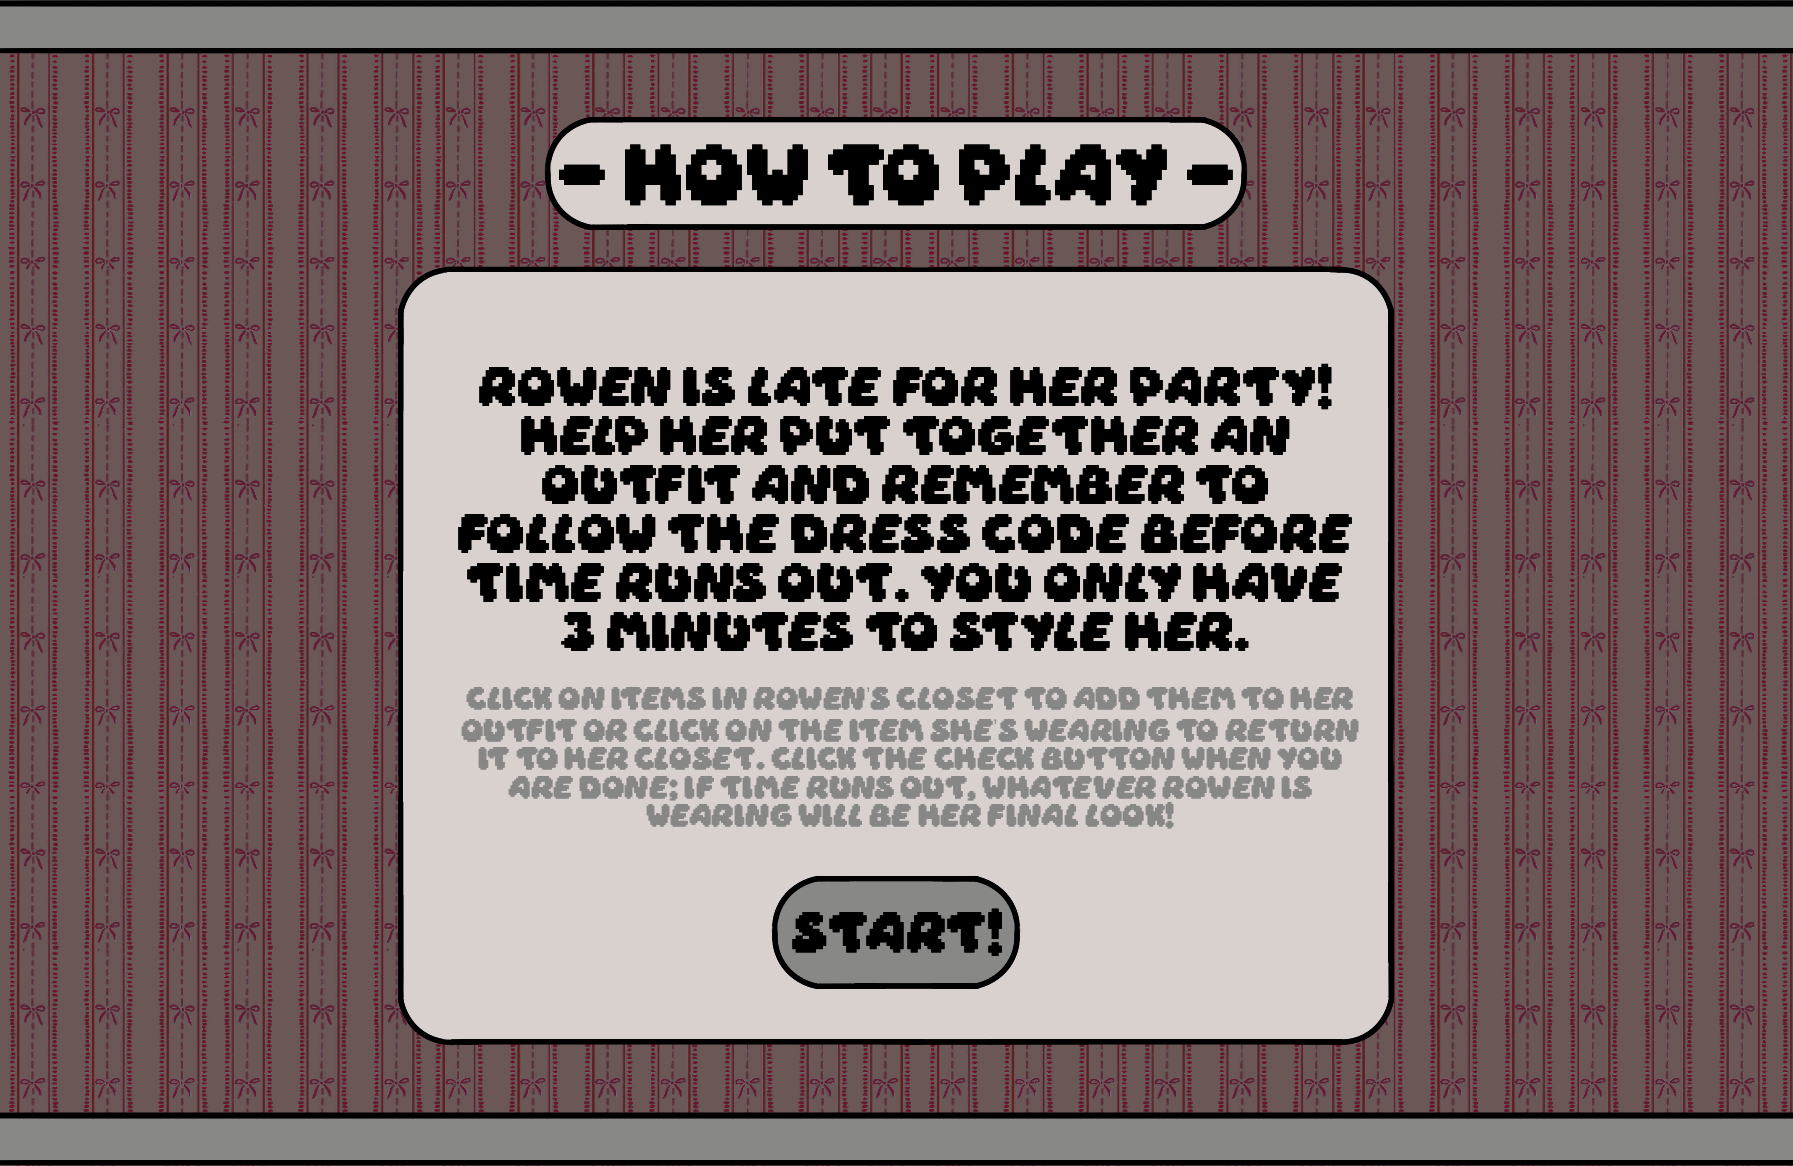 - HOW TO PLAY -
ROWEN IS LATE FOR HER PARTY!
HELP HER PUT TOGETHER AN
OUTFIT AND REMEMBER TO
FOLLOW THE DRESS CODE BEFORE
TIME RUNS OUT. YOU ONLY HAVE
3 MINUTES TO STYLE HER.
CLICK ON ITEMS IN ROWEN'S CLOSET TO ADD THEM TO HER
OUTFIT OR CLICK ON THE ITEM SHE'S WEARING TO RETURN
IT TO HER CLOSET. CLICK THE CHECK BUTTON WHEN YOU
ARE DONE; IF TIME RUNS OUT, WHATEVER ROWEN IS
WEARING WILL BE HER FINAL LOOK!
START!